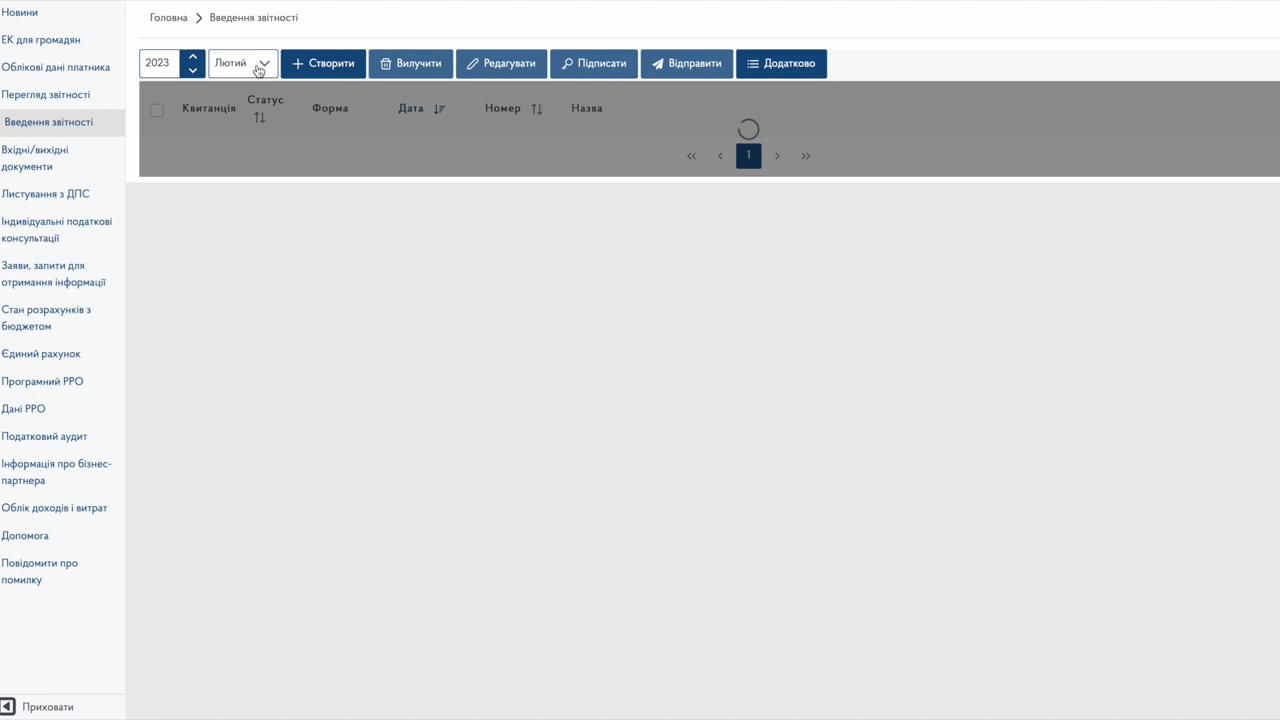 Новини
ЕК для громадян
Облікові дані платника
Перегляд звітності
Введення звітності
Вхідні/вихідні
документи
Листування з ДПС
Індивідуальні податкові
консультації
Заяви, запити для
отримання інформації
Стан розрахунків з
бюджетом
Єдиний рахунок
Програмний РРО
Дані РРО
Податковий аудит
Інформація про бізнес-
партнера
Облік доходів і витрат
Допомога
Повідомити про
помилку
Приховати
Головна Введення звітності
2023 Лютий Створити Вилучити Редагувати Підписати Відправити Додатково
Квитанція Статус Форма Дата Номер Назва
1